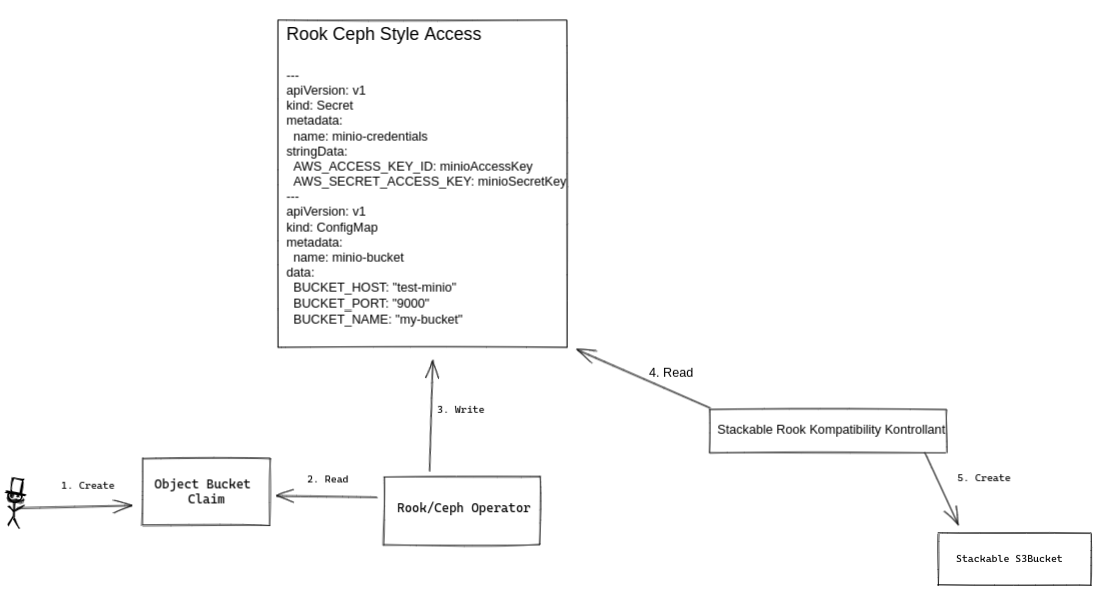 Rook Ceph Style Access
---
apiVersion: v1
kind: Secret
metadata:
  name: minio-credentials
stringData:
  AWS_ACCESS_KEY_ID: minioAccessKey
  AWS_SECRET_ACCESS_KEY: minioSecretKey
---
apiVersion: v1
kind: ConfigMap
metadata:
  name: minio-bucket
data:
  BUCKET_HOST: "test-minio"
  BUCKET_PORT: "9000"
  BUCKET_NAME: "my-bucket"
4. Read
3. Write
Stackable Rook Kompatibility Kontrollant
1. Create
Object Bucket
Claim
2. Read
Rook/Ceph Operator
5. Create
Stackable S3Bucket